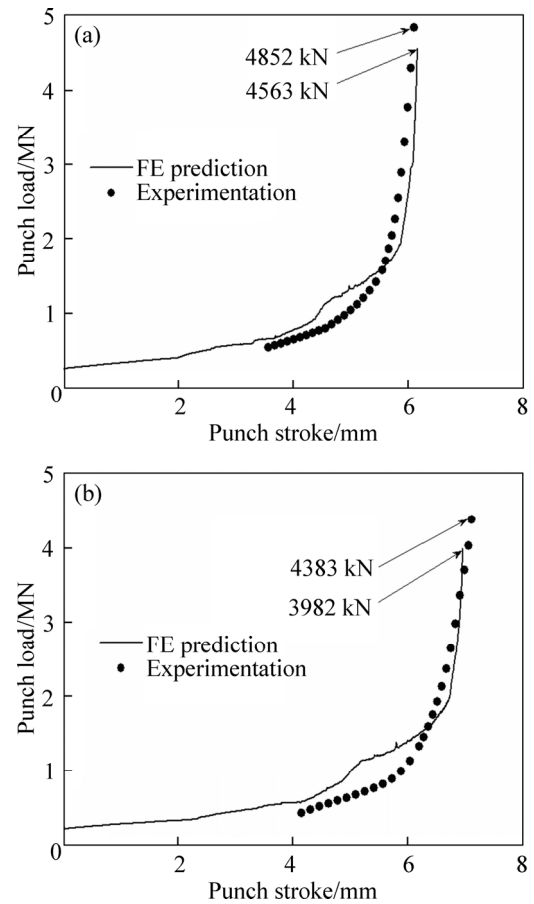 (a)
5
4852 kN
4563 kN
4
3
FE prediction
Experimentation
2
1
0
2
4
6
8
Punch load/MN
Punch stroke/mm
(b)
5
4
4383 kN
3982 kN
3
FE prediction
Experimentation
2
1
0
2
4
6
8
Punch load/MN
Punch stroke/mm